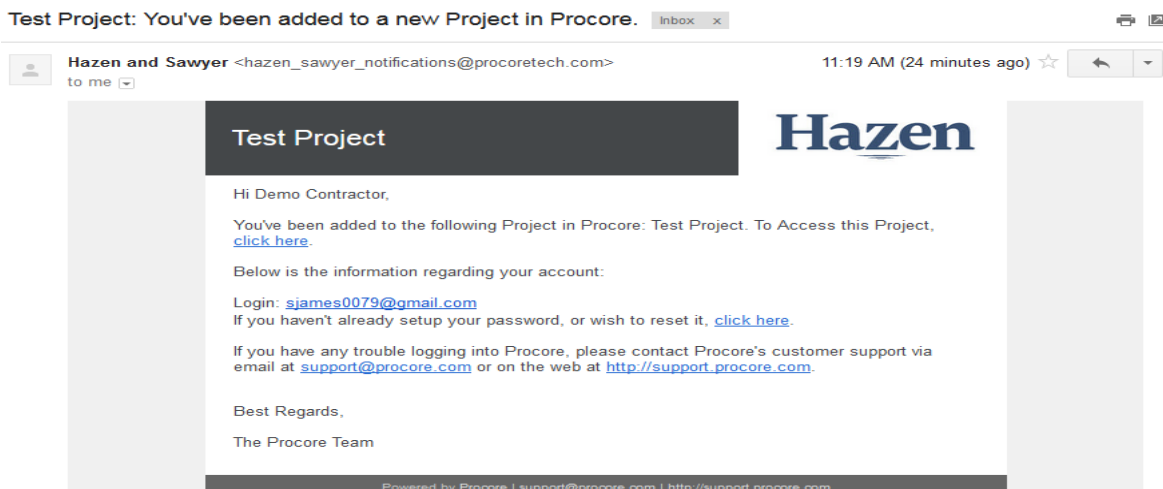 Test Project: You've been added to a new Project in Procore. Inbox x
Hazen and Sawyer <hazen_sawyer_notifications@procoretech.com> 11:19 AM (24 minutes ago)
to me
Test Project
Hazen
Hi Demo Contractor,
You've been added to the following Project in Procore: Test Project. To Access this Project,
click here.
Below is the information regarding your account:
Login: sjames0079@gmail.com
If you haven't already setup your password, or wish to reset it, click here.
If you have any trouble logging into Procore, please contact Procore's customer support via
email at support@procore.com or on the web at http://support.procore.com.
Best Regards,
The Procore Team
Powered by Procore | support@procore.com | http://support.procore.com